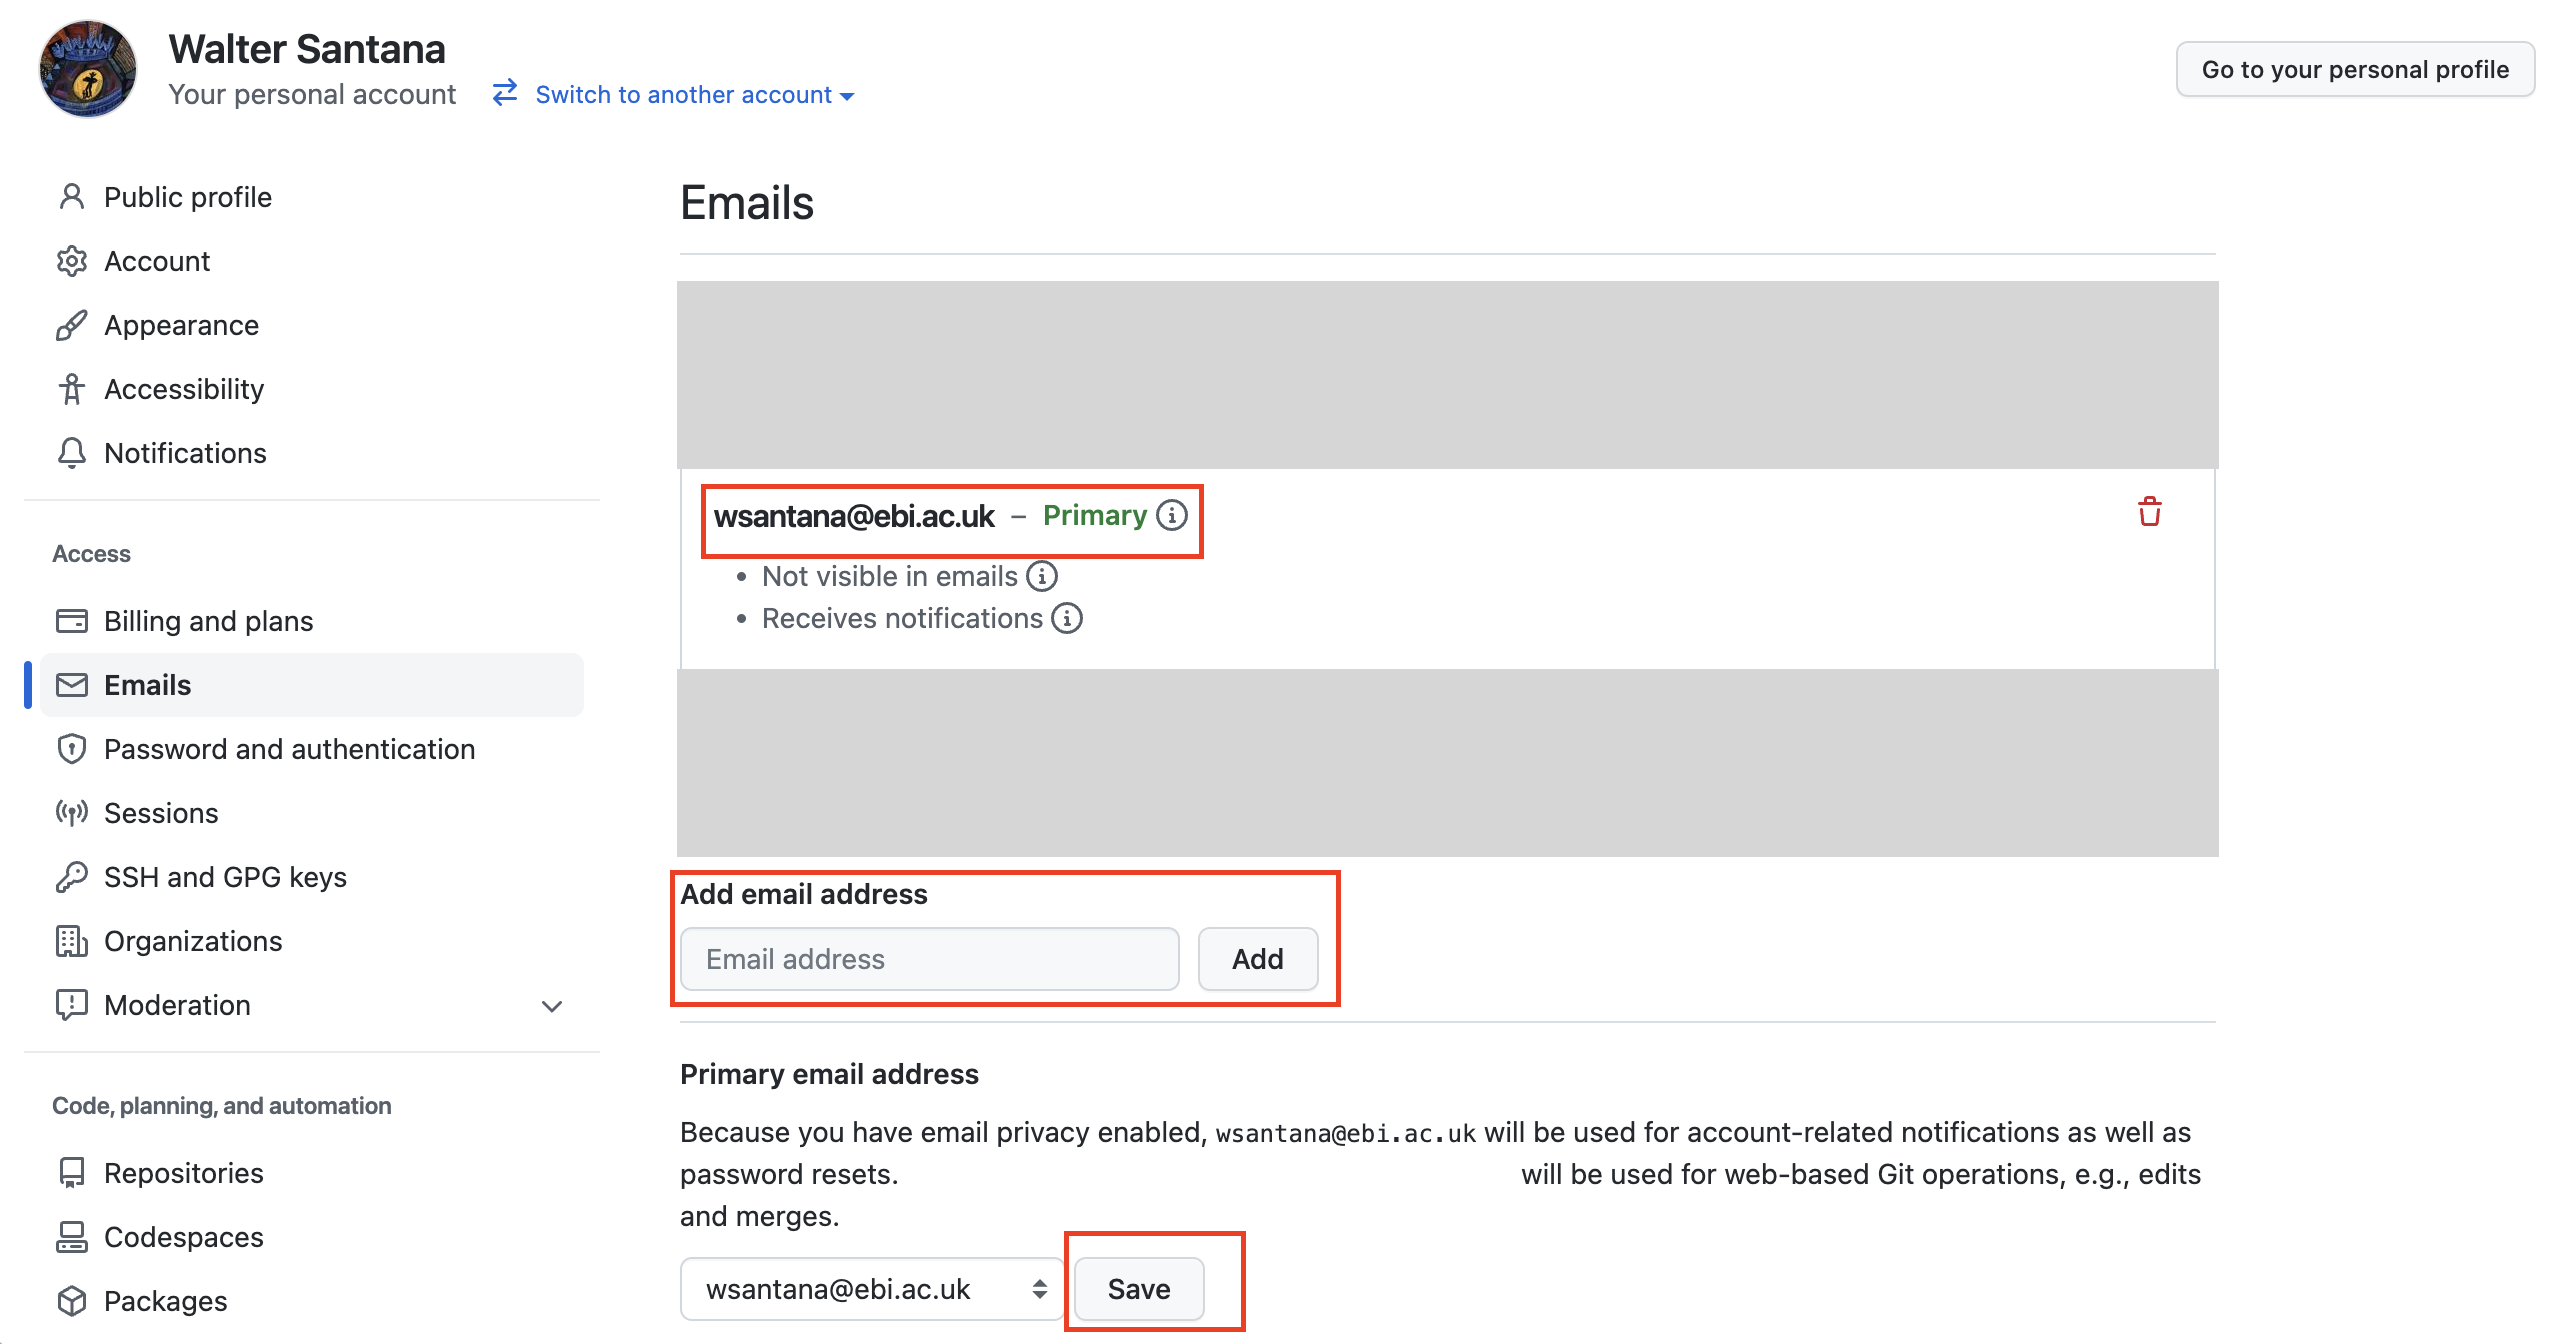 Walter Santana
Your personal account
Switch to another account
Go to your personal profile
Public profile
Account
Appearance
Accessibility
Notifications
Access
Billing and plans
Emails
Password and authentication
Sessions
SSH and GPG keys
Organizations
Moderation
Code, planning, and automation
Repositories
Codespaces
Packages
Emails
wsantana@ebi.ac.uk – Primary
• Not visible in emails
• Receives notifications
Add email address
Email address
Add
Primary email address
Because you have email privacy enabled, wsantana@ebi.ac.uk will be used for account-related notifications as well as
password resets. will be used for web-based Git operations, e.g., edits
and merges.
wsantana@ebi.ac.uk
Save